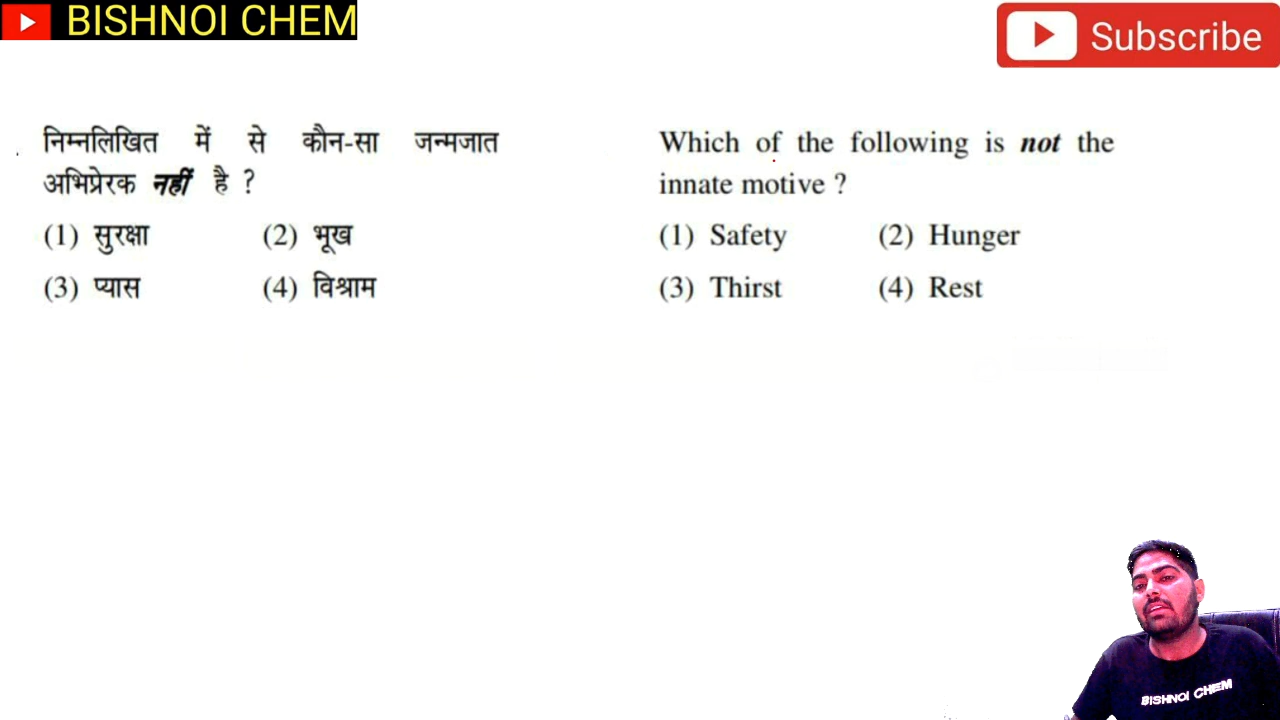 BISHNOI CHEM
Subscribe
निम्नलिखित में से कौन-सा जन्मजात
अभिप्रेरक नहीं है ?
(1) सुरक्षा (2) भूख
(3) प्यास (4) विश्राम
Which of the following is not the
innate motive ?
(1) Safety (2) Hunger
(3) Thirst (4) Rest
BISHNOI CHEM